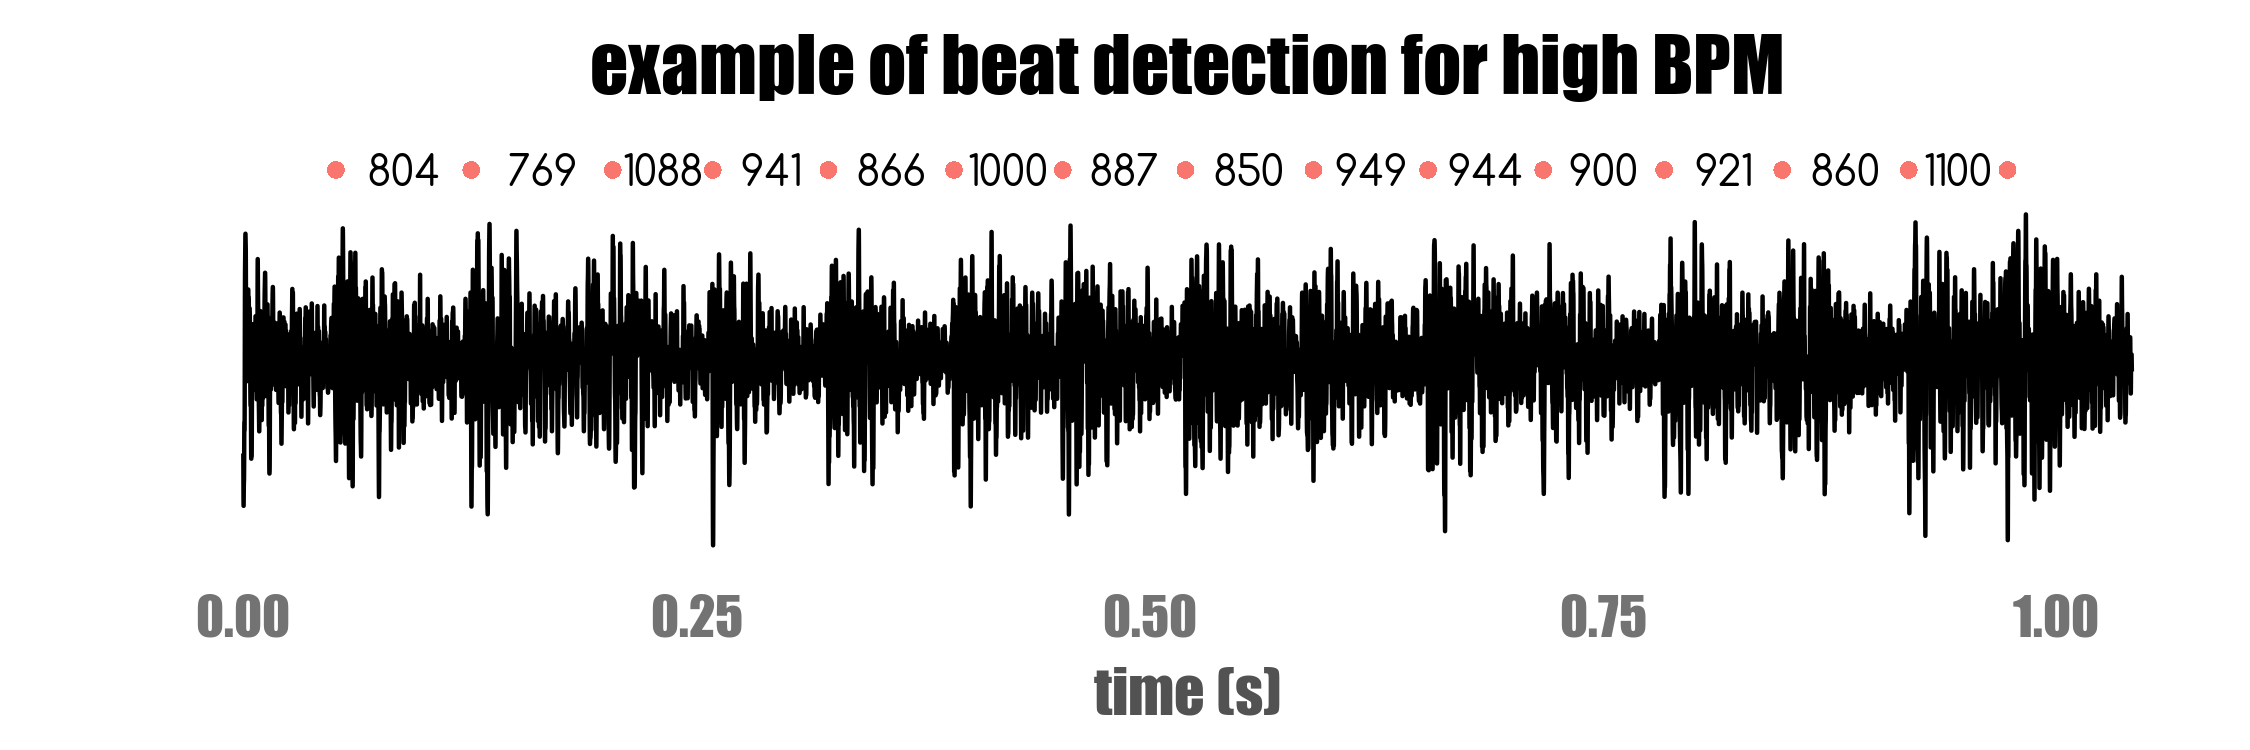 example of beat detection for high BPM
804 769 1088 941 866 1000 887 850 949 944 900 921 860 1100
0.00 0.25 0.50 0.75 1.00
time (s)